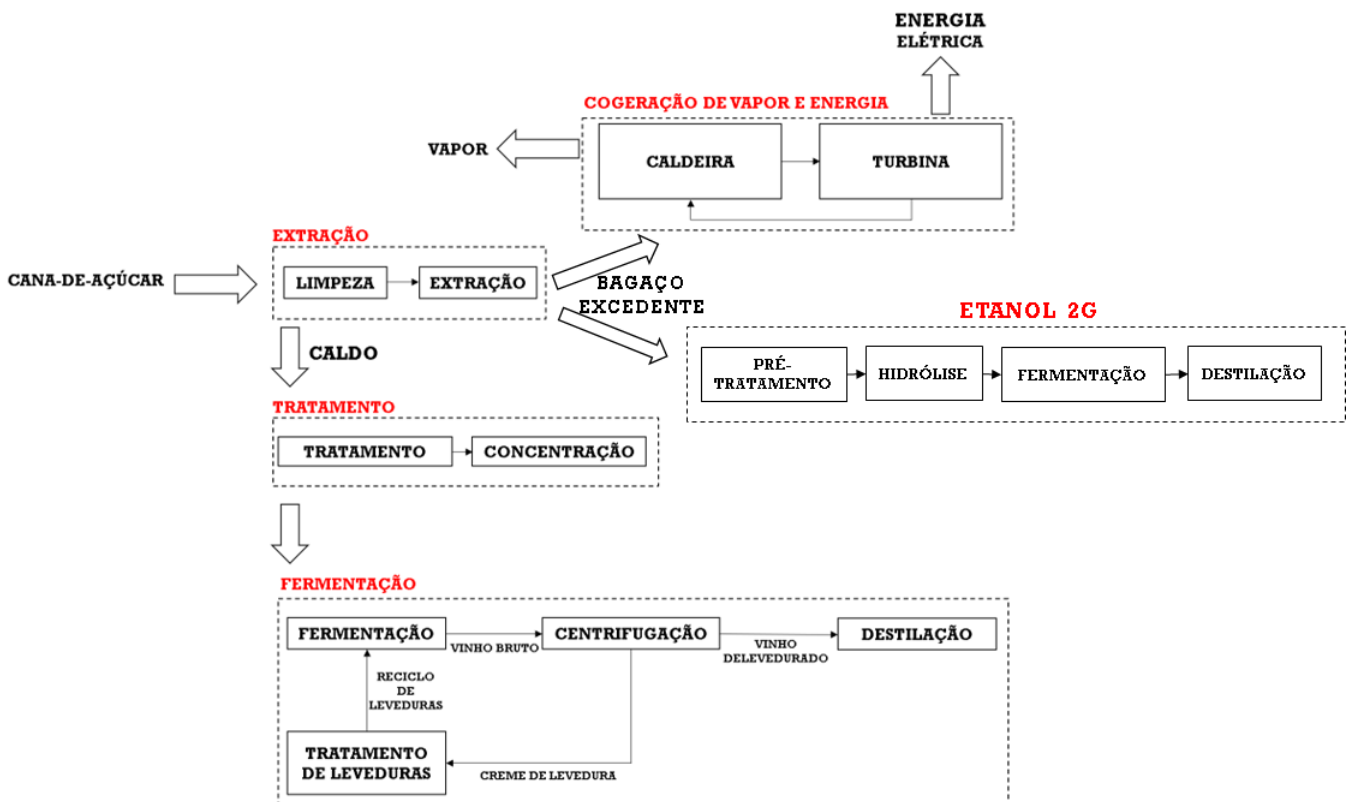 ENERGIA
ELÉTRICA
COGERAÇÃO DE VAPOR E ENERGIA
VAPOR
CALDEIRA
TURBINA
EXTRAÇÃO
CANA-DE-AÇÚCAR
LIMPEZA
EXTRAÇÃO
BAGAÇO
EXCEDENTE
ETANOL 2G
PRÉ-
TRATAMENTO
HIDRÓLISE
FERMENTAÇÃO
DESTILAÇÃO
CALDO
TRATAMENTO
TRATAMENTO
CONCENTRAÇÃO
FERMENTAÇÃO
FERMENTAÇÃO
VINHO BRUTO
CENTRIFUGAÇÃO
VINHO
DELEVEDURADO
DESTILAÇÃO
RECICLO
DE
LEVEDURAS
TRATAMENTO
DE LEVEDURAS
CREME DE LEVEDURA